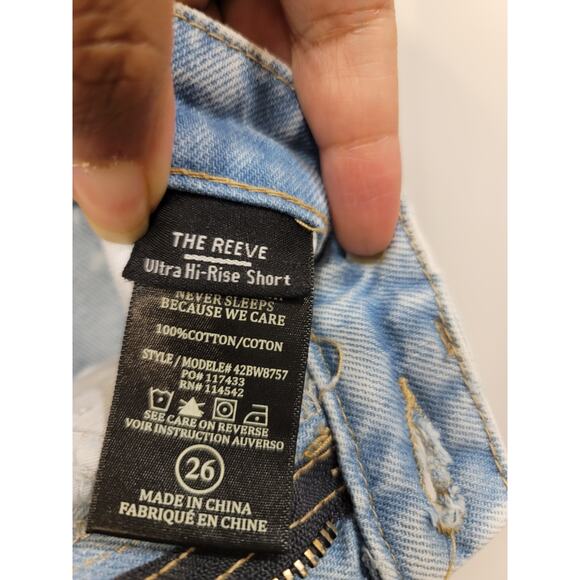 THE REEVE
Ultra Hi-Rise Short
NEVER SLEEPS
BECAUSE WE CARE
100%COTTON/COTON
STYLE / MODELE# 42BW8757
PO# 117433
RN# 114542
SEE CARE ON REVERSE
VOIR INSTRUCTION AUVERSO
26
MADE IN CHINA
FABRIQUÉ EN CHINE